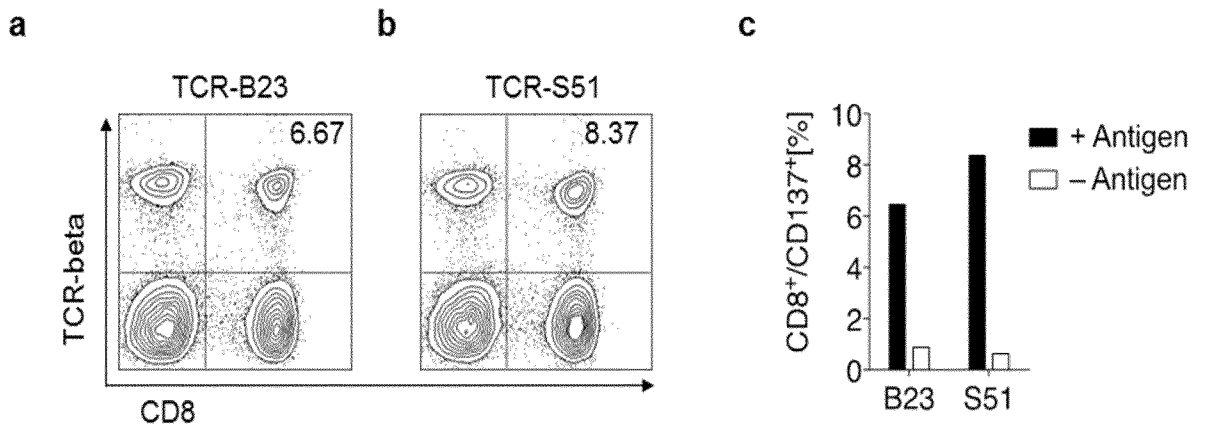 a
b
c
TCR-B23
TCR-S51
6.67
8.37
TCR-beta
CD8
CD8⁺/CD137⁺[%]
10
8
6
4
2
0
B23
S51
+ Antigen
– Antigen